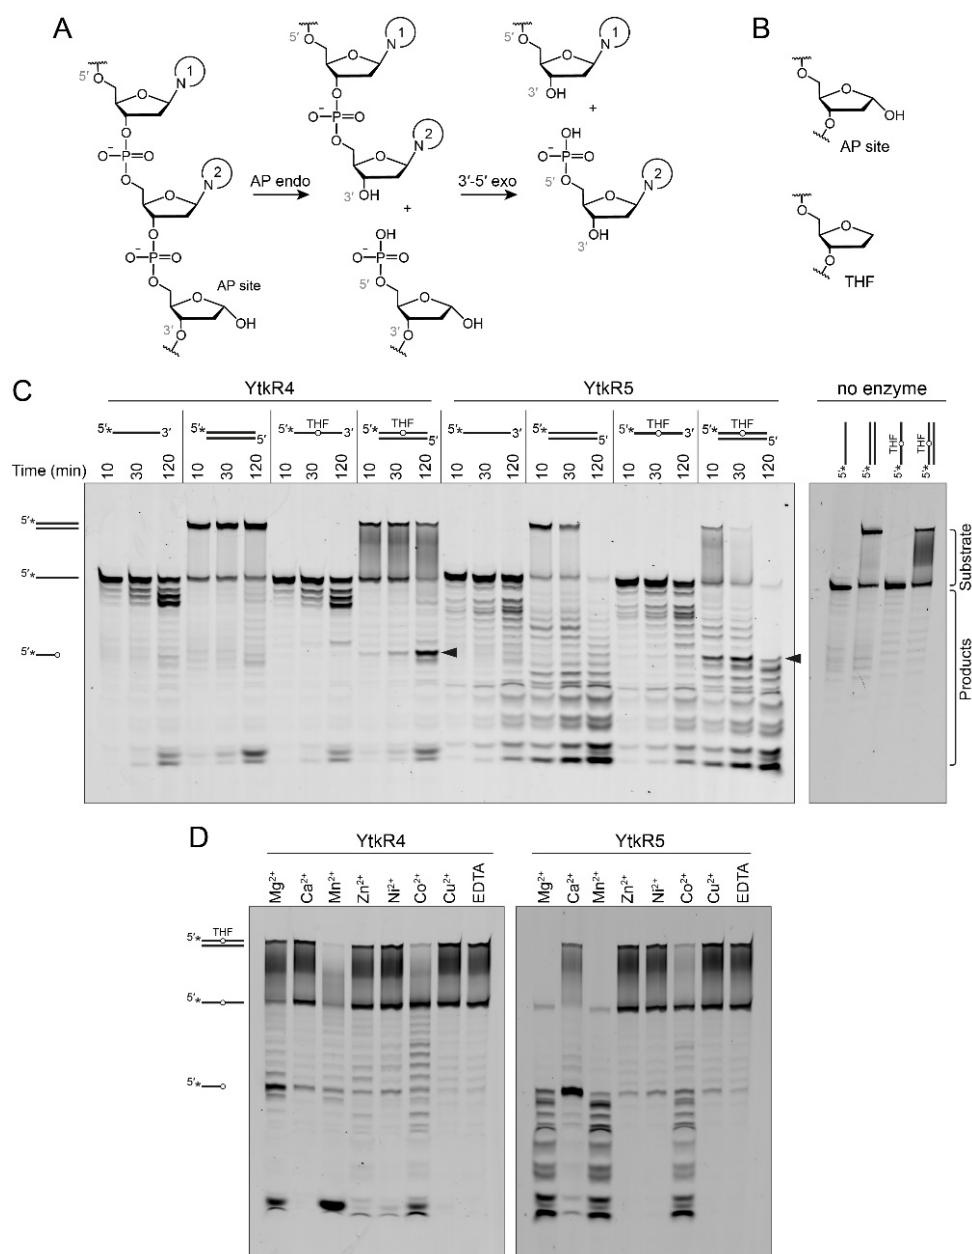 A
B
5′
O
O
N
1
O
O⁻
P
O
O
O
N
2
O
O⁻
P
O
O
AP site
O
OH
3′
O
AP endo
5′
O
O
N
1
O
O⁻
P
O
O
O
N
2
3′
OH
+
OH
O⁻
P
O
5′
O
O
OH
3′
O
3′-5′ exo
5′
O
O
N
1
3′
OH
+
OH
O⁻
P
O
5′
O
O
N
2
3′
OH
O
O
OH
O
AP site
O
O
O
THF
C
YtkR4
YtkR5
no enzyme
5′* 3′
5′* 5′
5′* THF 3′
5′* THF 5′
5′* 3′
5′* 5′
5′* THF 3′
5′* THF 5′
5′*
5′*
5′* THF
5′* THF
Time (min)
10 30 120 10 30 120 10 30 120 10 30 120 10 30 120 10 30 120 10 30 120 10 30 120
5′*
5′*
5′*
Substrate
Products
D
YtkR4
YtkR5
Mg²⁺ Ca²⁺ Mn²⁺ Zn²⁺ Ni²⁺ Co²⁺ Cu²⁺ EDTA
Mg²⁺ Ca²⁺ Mn²⁺ Zn²⁺ Ni²⁺ Co²⁺ Cu²⁺ EDTA
5′* THF
5′*
5′*